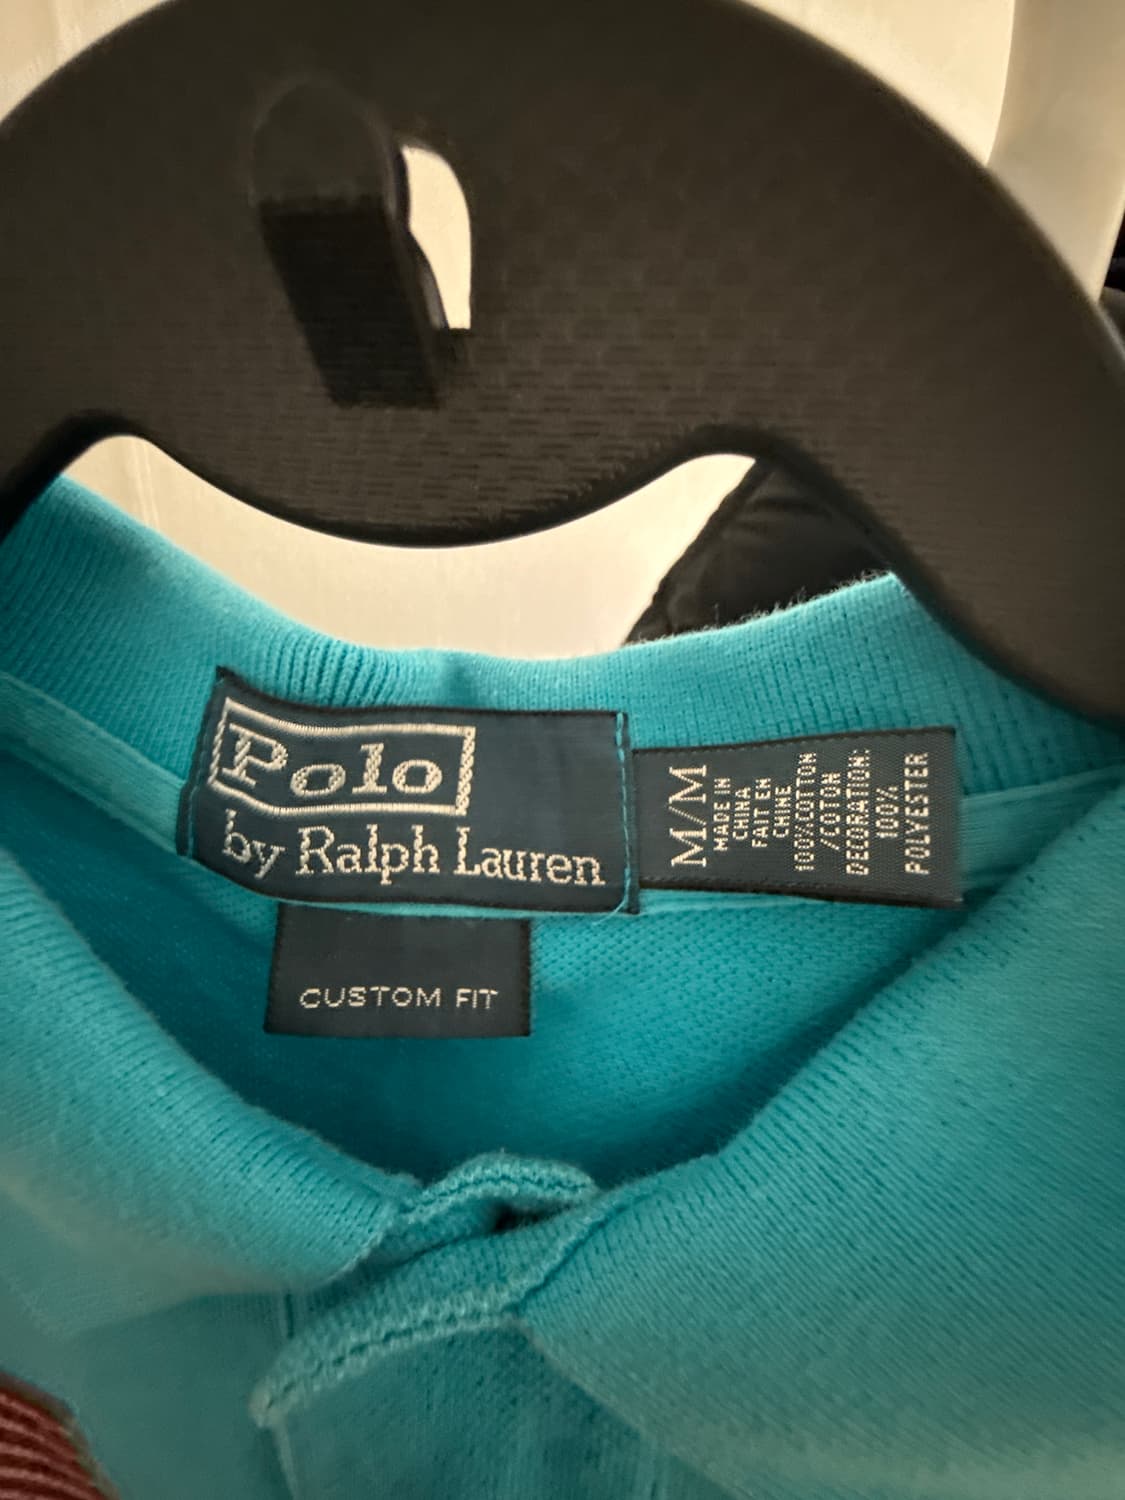 Polo
by Ralph Lauren
CUSTOM FIT
M/M
MADE IN
CHINA
FAIT EN
CHINE
100%COTTON
/COTON
DECORATION:
100%
POLYESTER